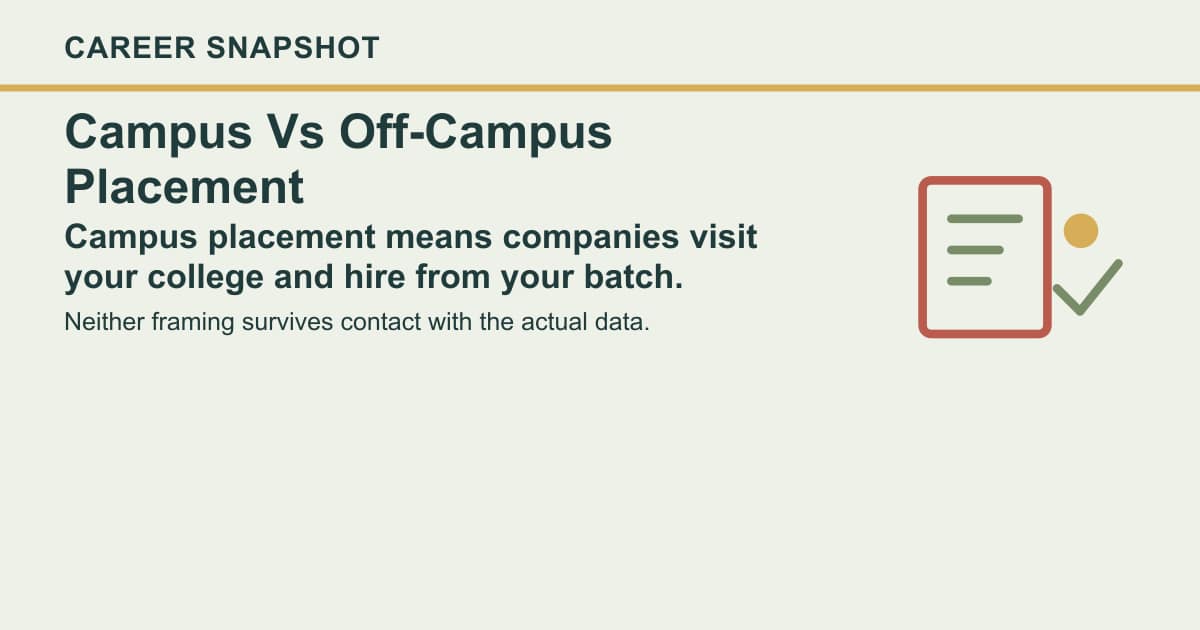 CAREER SNAPSHOT
Campus Vs Off-Campus
Placement
Campus placement means companies visit
your college and hire from your batch.
Neither framing survives contact with the actual data.